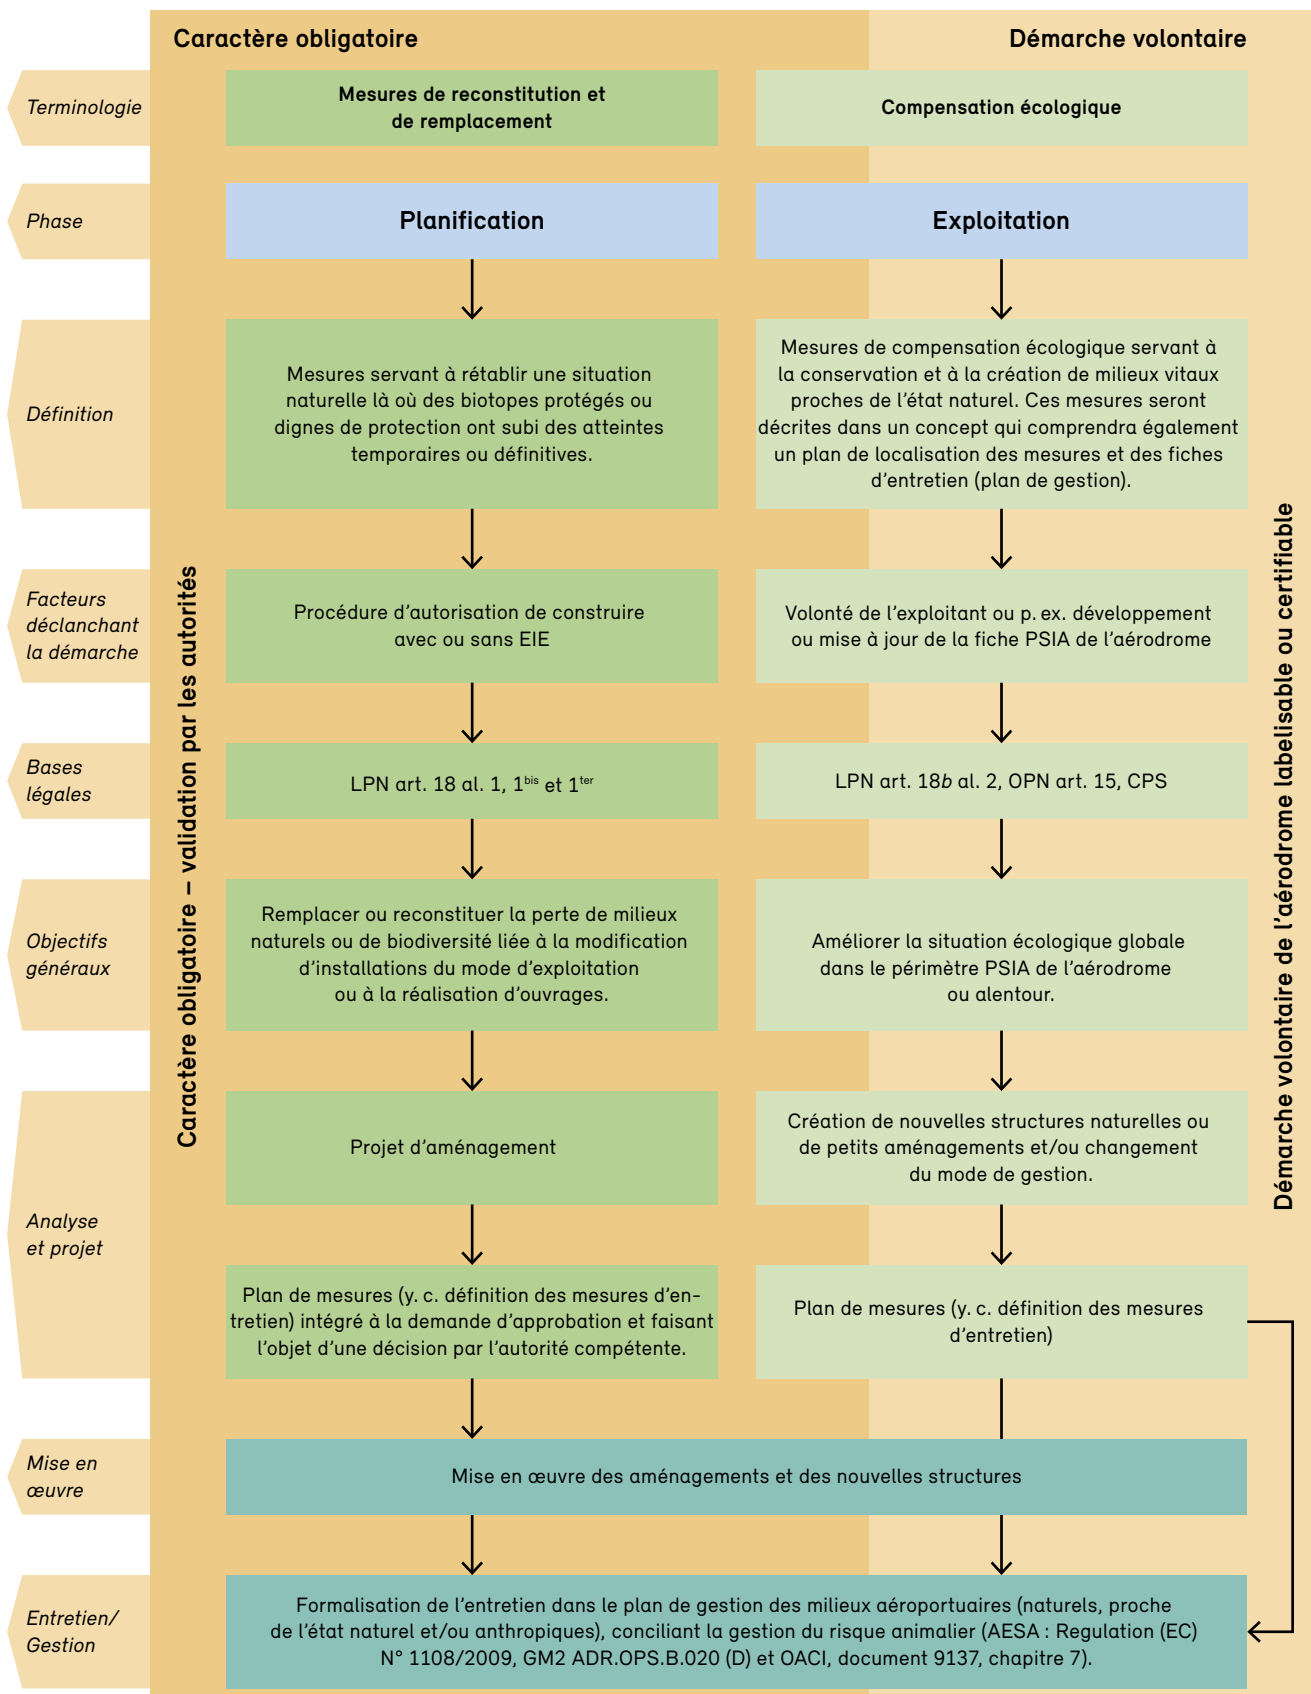 Caractère obligatoire
Démarche volontaire
Terminologie
Mesures de reconstitution et
de remplacement
Compensation écologique
Phase
Planification
Exploitation
Définition
Mesures servant à rétablir une situation
naturelle là où des biotopes protégés ou
dignes de protection ont subi des atteintes
temporaires ou définitives.
Mesures de compensation écologique servant à
la conservation et à la création de milieux vitaux
proches de l'état naturel. Ces mesures seront
décrites dans un concept qui comprendra également
un plan de localisation des mesures et des fiches
d'entretien (plan de gestion).
Facteurs
déclanchant
la démarche
Procédure d'autorisation de construire
avec ou sans EIE
Volonté de l'exploitant ou p. ex. développement
ou mise à jour de la fiche PSIA de l'aérodrome
Bases
légales
LPN art. 18 al. 1, 1bis et 1ter
LPN art. 18b al. 2, OPN art. 15, CPS
Objectifs
généraux
Remplacer ou reconstituer la perte de milieux
naturels ou de biodiversité liée à la modification
d'installations du mode d'exploitation
ou à la réalisation d'ouvrages.
Améliorer la situation écologique globale
dans le périmètre PSIA de l'aérodrome
ou alentour.
Analyse
et projet
Projet d'aménagement
Création de nouvelles structures naturelles ou
de petits aménagements et/ou changement
du mode de gestion.
Plan de mesures (y. c. définition des mesures d'en-
tretien) intégré à la demande d'approbation et faisant
l'objet d'une décision par l'autorité compétente.
Plan de mesures (y. c. définition des mesures
d'entretien)
Mise en
œuvre
Mise en œuvre des aménagements et des nouvelles structures
Entretien/
Gestion
Formalisation de l'entretien dans le plan de gestion des milieux aéroportuaires (naturels, proche
de l'état naturel et/ou anthropiques), conciliant la gestion du risque animalier (AESA : Regulation (EC)
N° 1108/2009, GM2 ADR.OPS.B.020 (D) et OACI, document 9137, chapitre 7).
Caractère obligatoire – validation par les autorités
Démarche volontaire de l'aérodrome labelisable ou certifiable